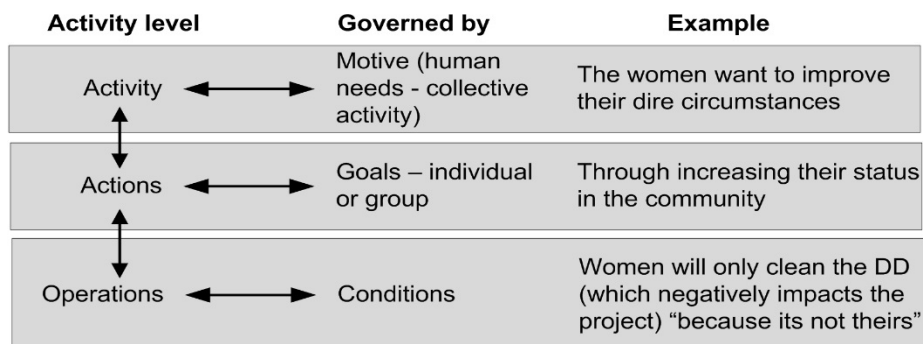 Activity level Governed by Example
Activity
Motive (human
needs - collective
activity)
The women want to improve
their dire circumstances
Actions
Goals – individual
or group
Through increasing their status
in the community
Operations
Conditions
Women will only clean the DD
(which negatively impacts the
project) “because its not theirs”